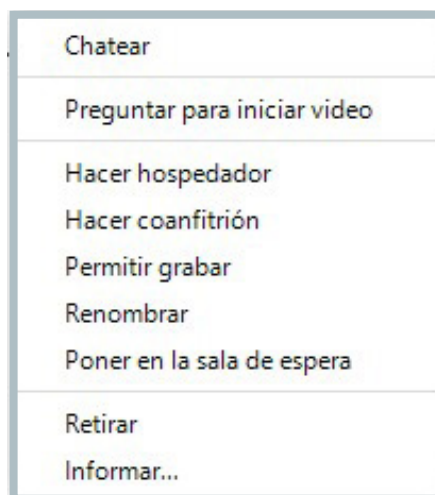 Chatear
Preguntar para iniciar video
Hacer hospedador
Hacer coanfitrión
Permitir grabar
Renombrar
Poner en la sala de espera
Retirar
Informar...